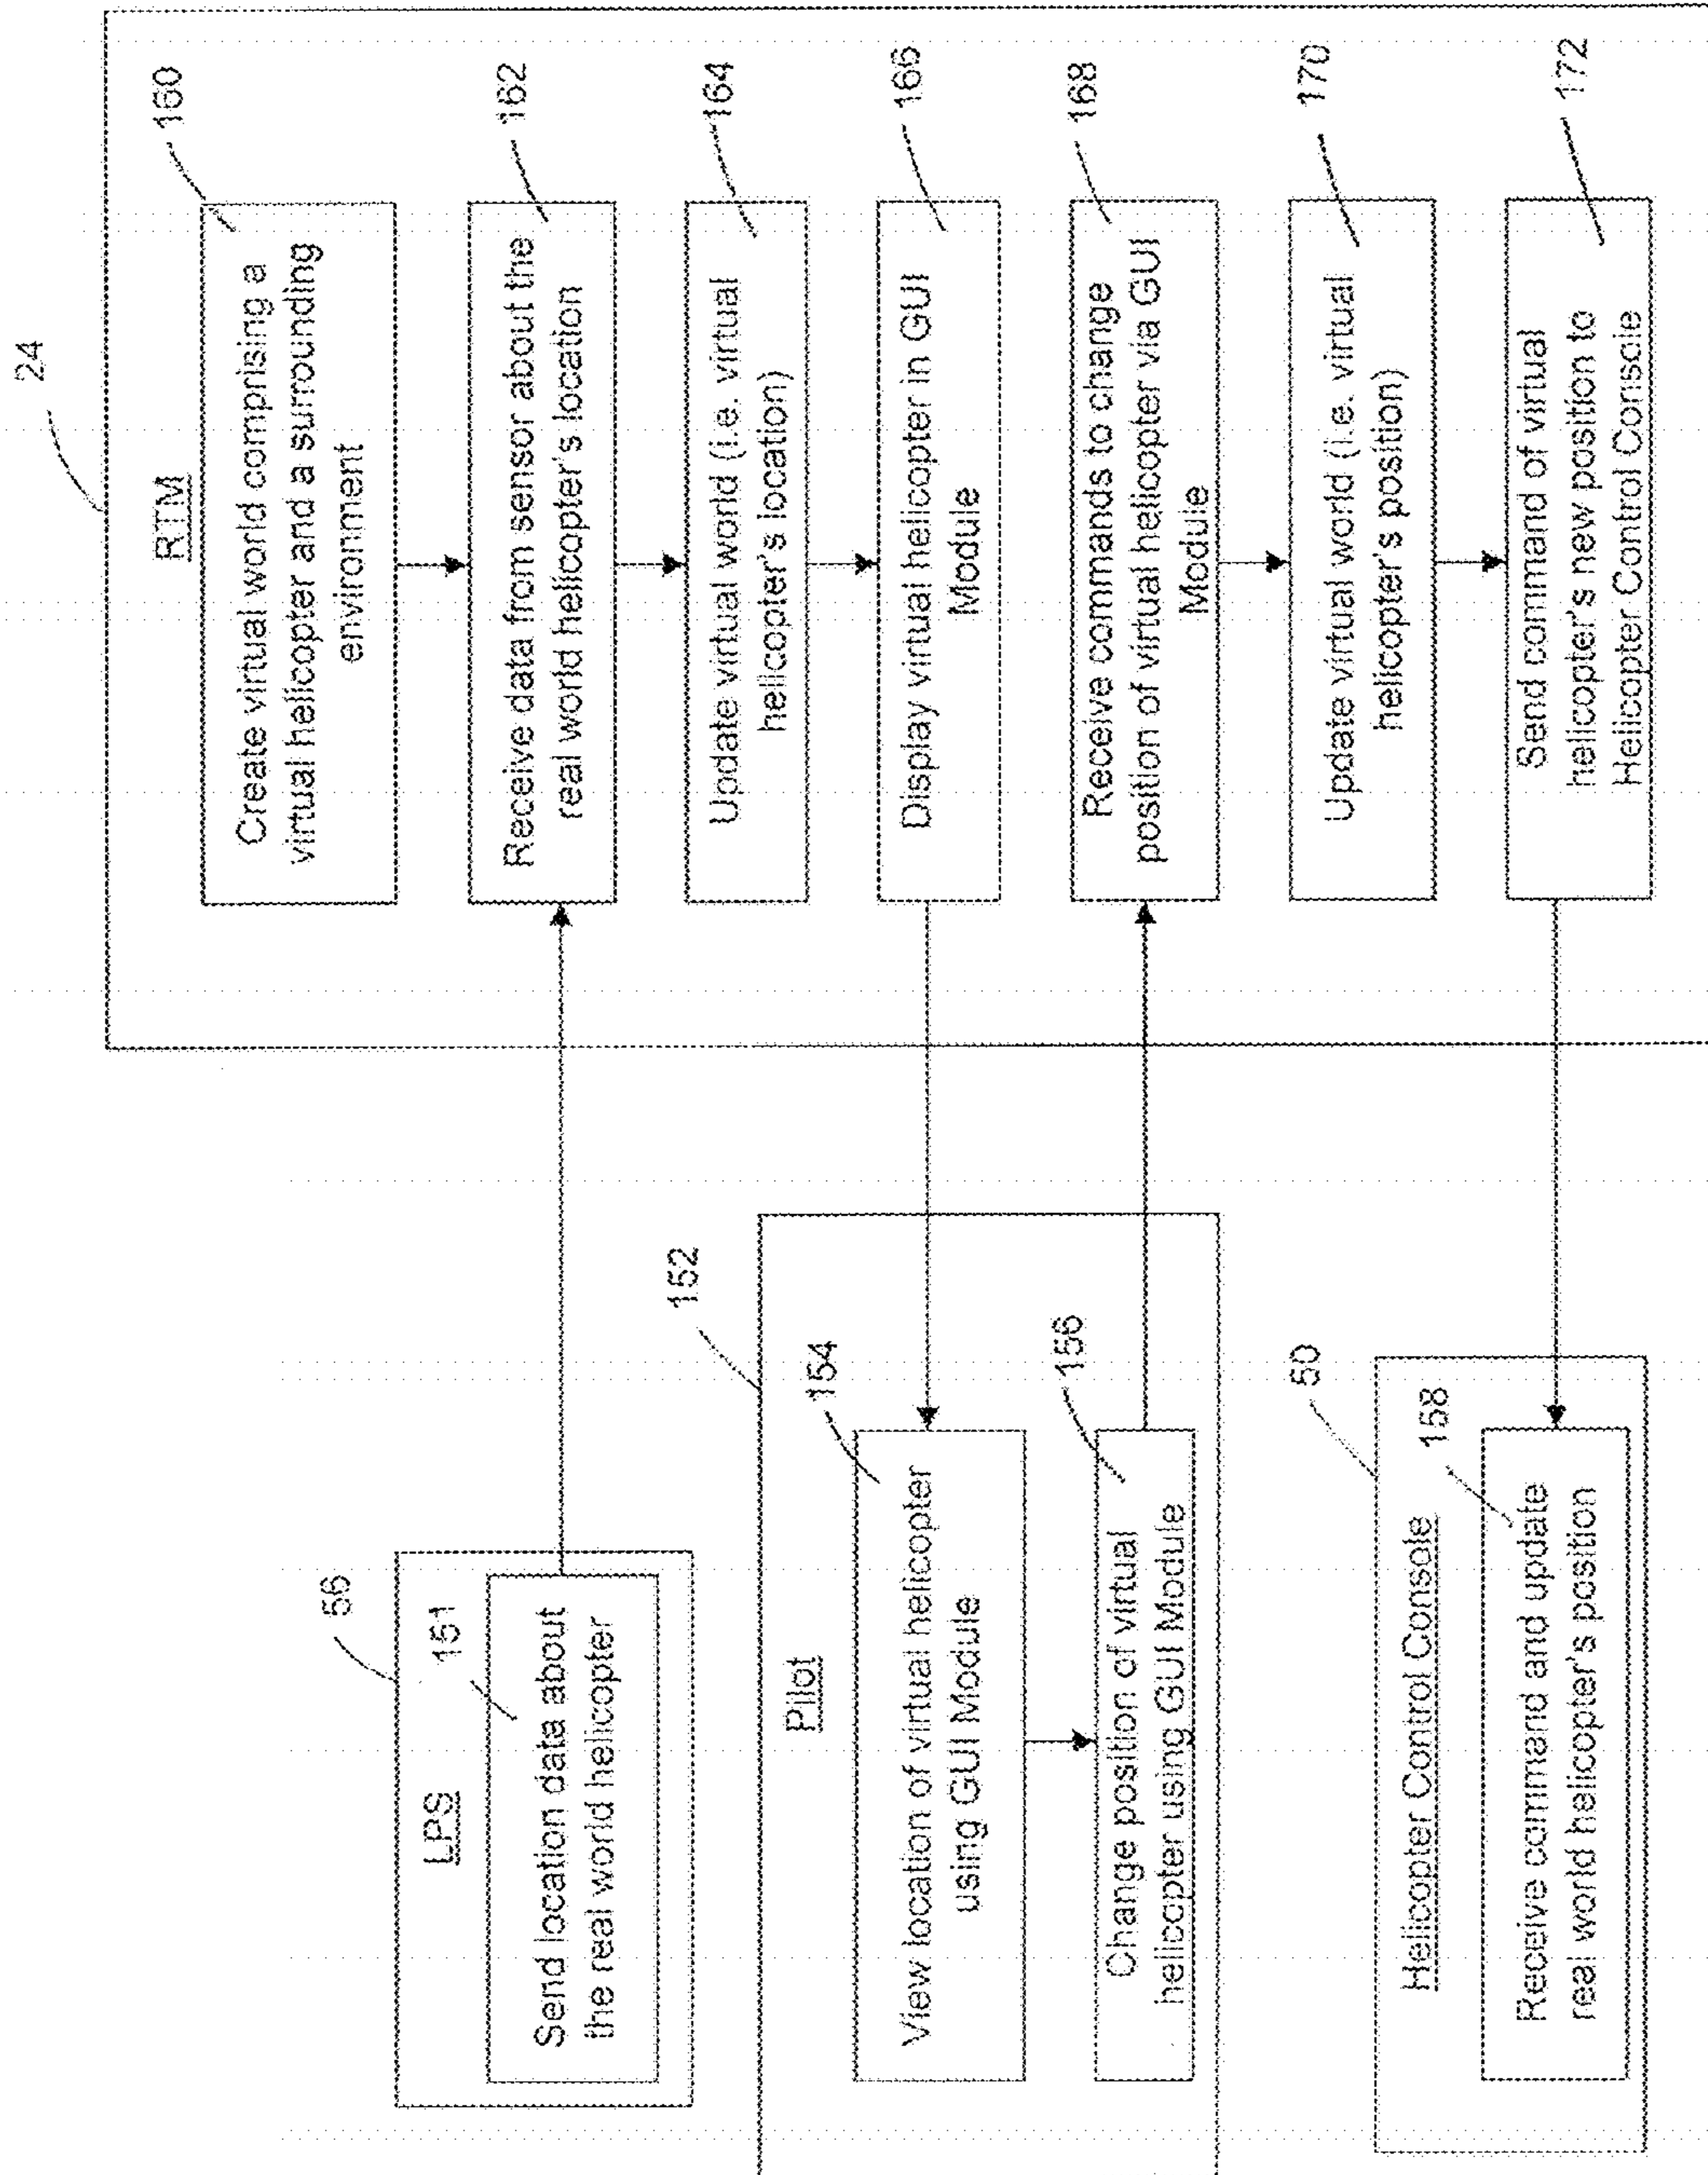 24
RTM
160
Create virtual world comprising a
virtual helicopter and a surrounding
environment
162
Receive data from sensor about the
real world helicopter's location
164
Update virtual world (i.e. virtual
helicopter's location)
166
Display virtual helicopter in GUI
Module
168
Receive commands to change
position of virtual helicopter via GUI
Module
170
Update virtual world (i.e. virtual
helicopter's position)
172
Send command of virtual
helicopter's new position to
Helicopter Control Console
56
LPS
151
Send location data about
the real world helicopter
152
Pilot
154
View location of virtual helicopter
using GUI Module
156
Change position of virtual
helicopter using GUI Module
50
Helicopter Control Console
158
Receive command and update
real world helicopter's position